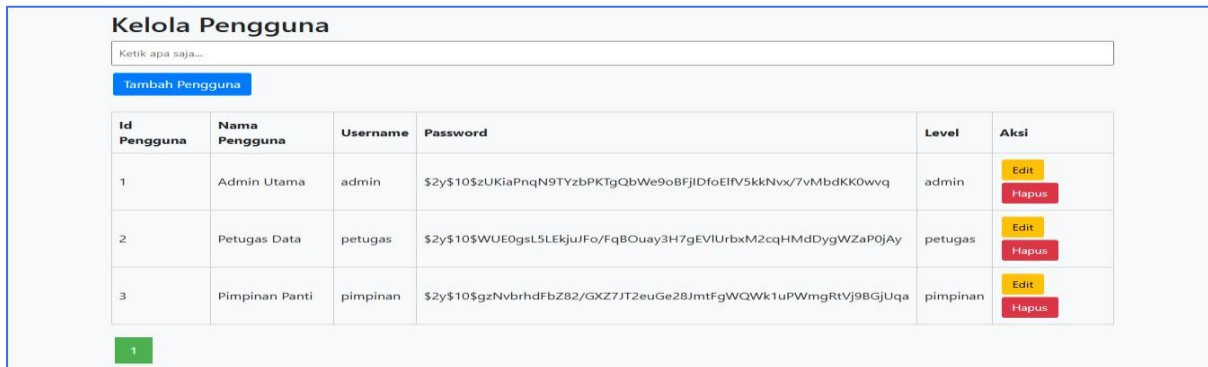 Kelola Pengguna
Ketik apa saja...
Tambah Pengguna
Id Pengguna Nama Pengguna Username Password Level Aksi
1 Admin Utama admin $2y$10$zUKiaPnqN9TYzbPKTgQbWe9oBFjIDfoElfV5kkNvx/7vMbdKK0wvq admin Edit
Hapus
2 Petugas Data petugas $2y$10$WUE0gsL5LEkjuJFo/FqBOuay3H7gEVlUrbxM2cqHMdDygWZaP0jAy petugas Edit
Hapus
3 Pimpinan Panti pimpinan $2y$10$gzNvbrhdFbZ82/GXZ7JT2euGe28JmtFgWQWk1uPWmgRtVj9BGjUqa pimpinan Edit
Hapus
1